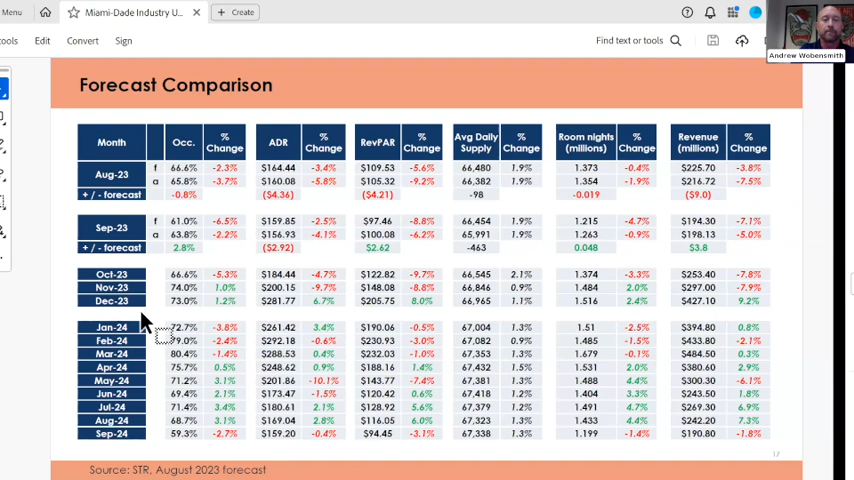 Menu
Miami-Dade Industry U... × + Create
ools Edit Convert Sign Find text or tools
Andrew Wobensmith
Forecast Comparison
Month Occ. % Change ADR % Change RevPAR % Change Avg Daily Supply % Change Room nights (millions) % Change Revenue (millions) % Change
Aug-23 f 66.6% -2.3% $164.44 -3.4% $109.53 -5.6% 66,480 1.9% 1.373 -0.4% $225.70 -3.8%
a 65.8% -3.7% $160.08 -5.8% $105.32 -9.2% 66,382 1.9% 1.354 -1.9% $216.72 -7.5%
+ / - forecast -0.8% ($4.36) ($4.21) -98 -0.019 ($9.0)
Sep-23 f 61.0% -6.5% $159.85 -2.5% $97.46 -8.8% 66,454 1.9% 1.215 -4.7% $194.30 -7.1%
a 63.8% -2.2% $156.93 -4.1% $100.08 -6.2% 65,991 1.9% 1.263 -0.9% $198.13 -5.0%
+ / - forecast 2.8% ($2.92) $2.62 -463 0.048 $3.8
Oct-23 66.6% -5.3% $184.44 -4.7% $122.82 -9.7% 66,545 2.1% 1.374 -3.3% $253.40 -7.8%
Nov-23 74.0% 1.0% $200.15 -9.7% $148.08 -8.8% 66,846 0.9% 1.484 2.0% $297.00 -7.9%
Dec-23 73.0% 1.2% $281.77 6.7% $205.75 8.0% 66,965 1.1% 1.516 2.4% $427.10 9.2%
Jan-24 72.7% -3.8% $261.42 3.4% $190.06 -0.5% 67,004 1.3% 1.51 -2.5% $394.80 0.8%
Feb-24 79.0% -2.4% $292.18 -0.6% $230.93 -3.0% 67,082 0.9% 1.485 -1.5% $433.80 -2.1%
Mar-24 80.4% -1.4% $288.53 0.4% $232.03 -1.0% 67,353 1.3% 1.679 -0.1% $484.50 0.3%
Apr-24 75.7% 0.5% $248.62 0.9% $188.16 1.4% 67,432 1.5% 1.531 2.0% $380.60 2.9%
May-24 71.2% 3.1% $201.86 -10.1% $143.77 -7.4% 67,381 1.3% 1.488 4.4% $300.30 -6.1%
Jun-24 69.4% 2.1% $173.47 -1.5% $120.42 0.6% 67,418 1.2% 1.404 3.3% $243.50 1.8%
Jul-24 71.4% 3.4% $180.61 2.1% $128.92 5.6% 67,379 1.2% 1.491 4.7% $269.30 6.9%
Aug-24 68.7% 3.1% $169.04 2.8% $116.05 6.0% 67,323 1.3% 1.433 4.4% $242.20 7.3%
Sep-24 59.3% -2.7% $159.20 -0.4% $94.45 -3.1% 67,338 1.3% 1.199 -1.4% $190.80 -1.8%
17
Source: STR, August 2023 forecast